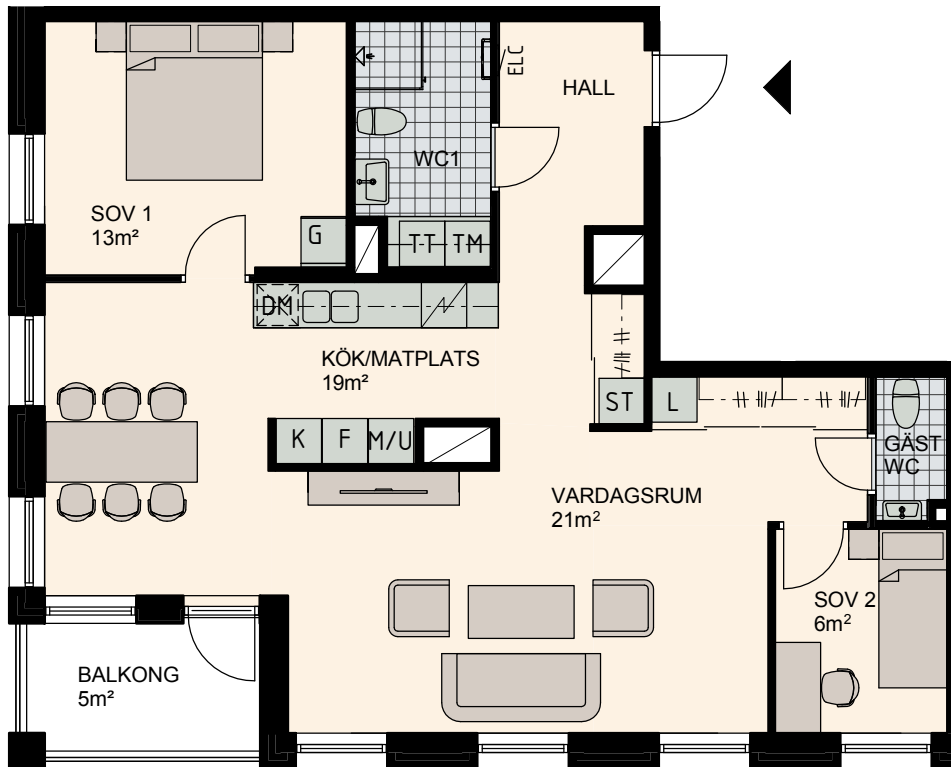 ELC
HALL
WC1
SOV 1
13m²
G
TT TM
DM
KÖK/MATPLATS
19m²
ST
L
K F M/U
GÄST
WC
VARDAGSRUM
21m²
SOV 2
6m²
BALKONG
5m²